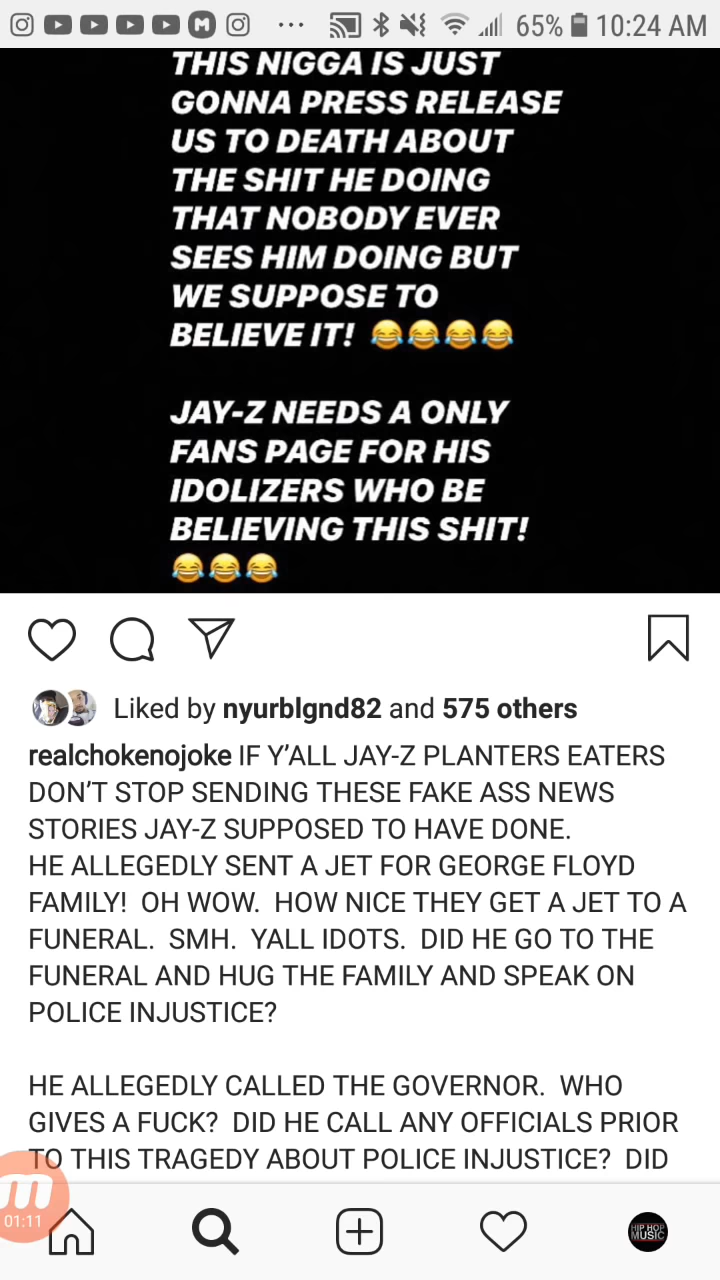 65% 10:24 AM
THIS NIGGA IS JUST
GONNA PRESS RELEASE
US TO DEATH ABOUT
THE SHIT HE DOING
THAT NOBODY EVER
SEES HIM DOING BUT
WE SUPPOSE TO
BELIEVE IT! 😂😂😂😂
JAY-Z NEEDS A ONLY
FANS PAGE FOR HIS
IDOLIZERS WHO BE
BELIEVING THIS SHIT!
😂😂😂
Liked by nyurblgnd82 and 575 others
realchokenojoke IF Y’ALL JAY-Z PLANTERS EATERS
DON’T STOP SENDING THESE FAKE ASS NEWS
STORIES JAY-Z SUPPOSED TO HAVE DONE.
HE ALLEGEDLY SENT A JET FOR GEORGE FLOYD
FAMILY! OH WOW. HOW NICE THEY GET A JET TO A
FUNERAL. SMH. YALL IDOTS. DID HE GO TO THE
FUNERAL AND HUG THE FAMILY AND SPEAK ON
POLICE INJUSTICE?
HE ALLEGEDLY CALLED THE GOVERNOR. WHO
GIVES A FUCK? DID HE CALL ANY OFFICIALS PRIOR
TO THIS TRAGEDY ABOUT POLICE INJUSTICE? DID
01:11
HIP HOP
MUSIC